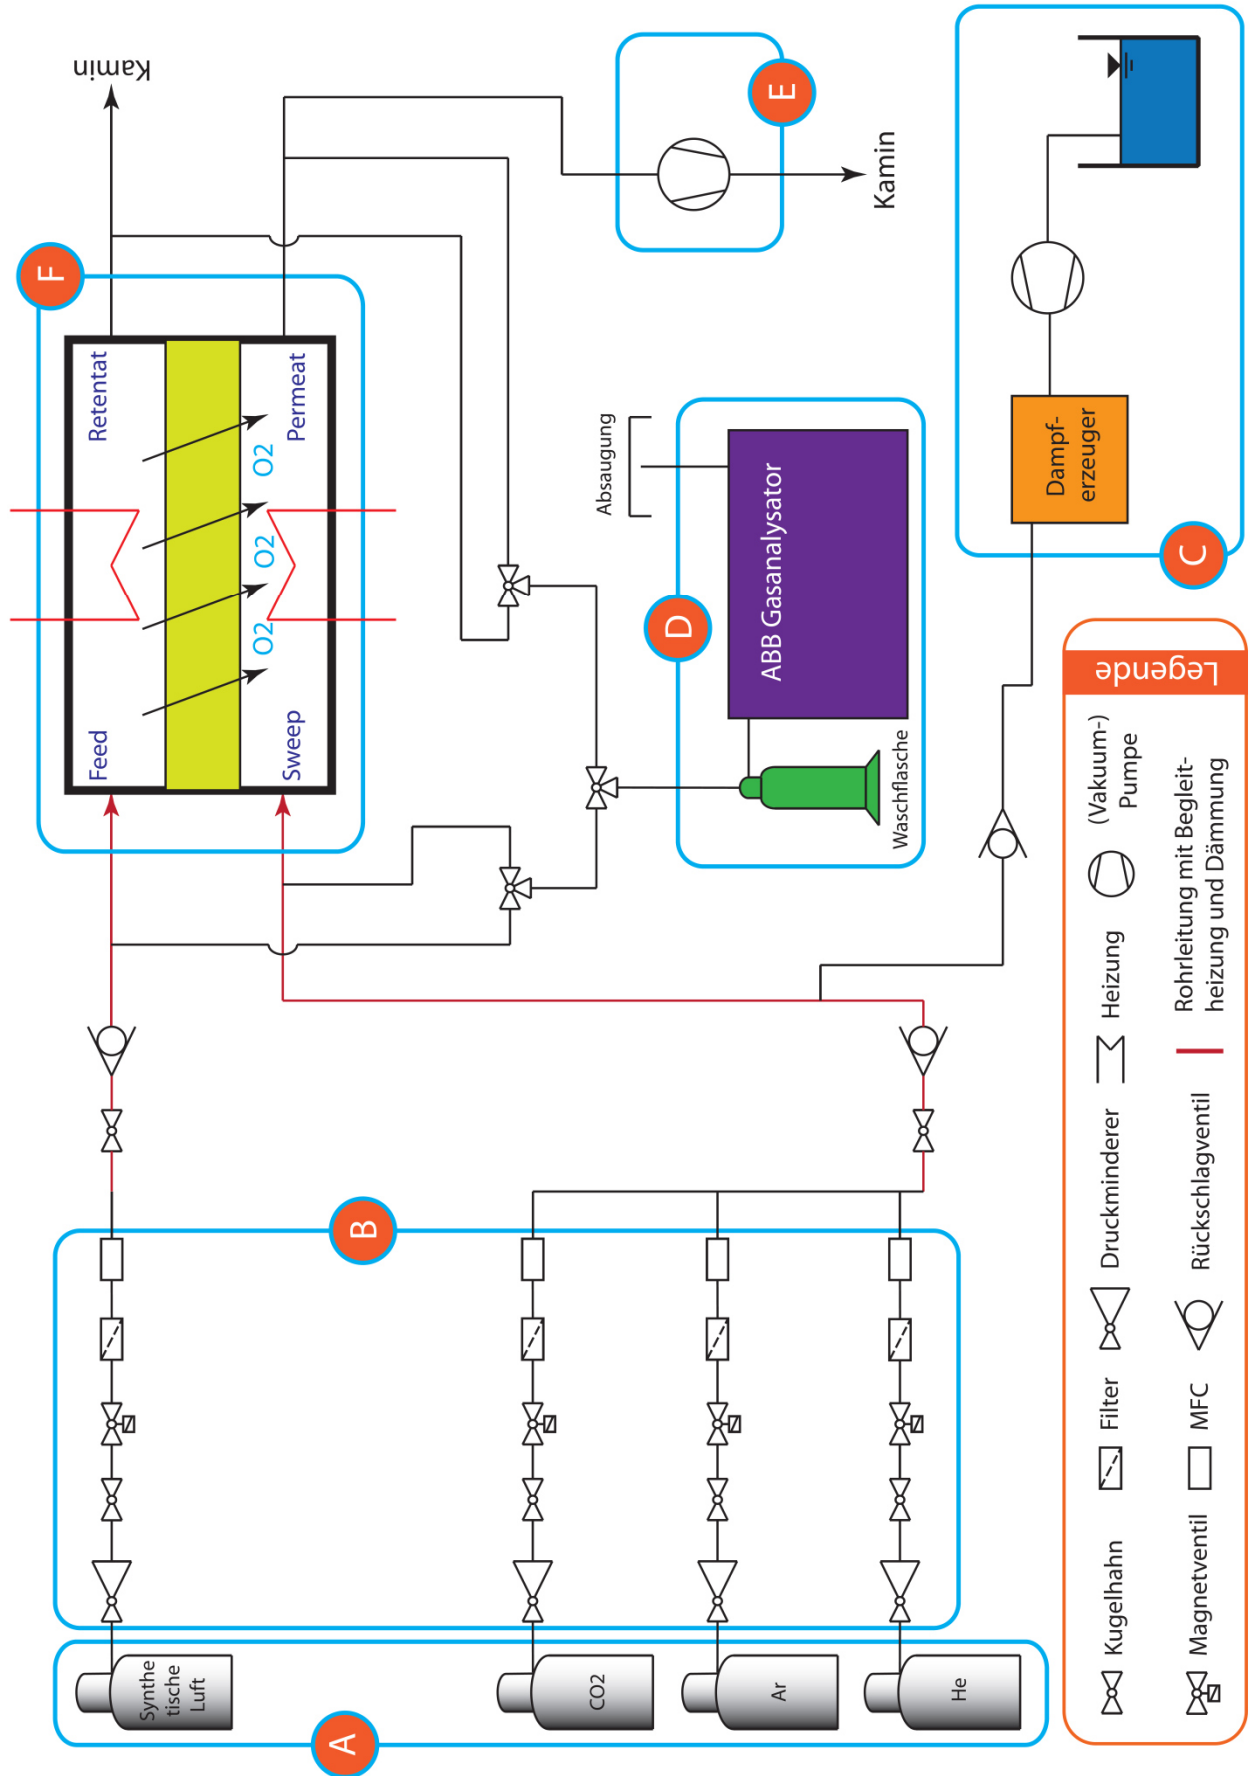 A
Synthe
tische
Luft
CO2
Ar
He
B
Feed
Retentat
Sweep
Permeat
O2
O2
O2
F
Kamin
E
Kamin
D
Waschflasche
ABB Gasanalysator
Absaugung
C
Dampf-
erzeuger
Legende
Kugelhahn
Filter
Druckminderer
Heizung
(Vakuum-)
Pumpe
Magnetventil
MFC
Rückschlagventil
Rohrleitung mit Begleit-
heizung und Dämmung